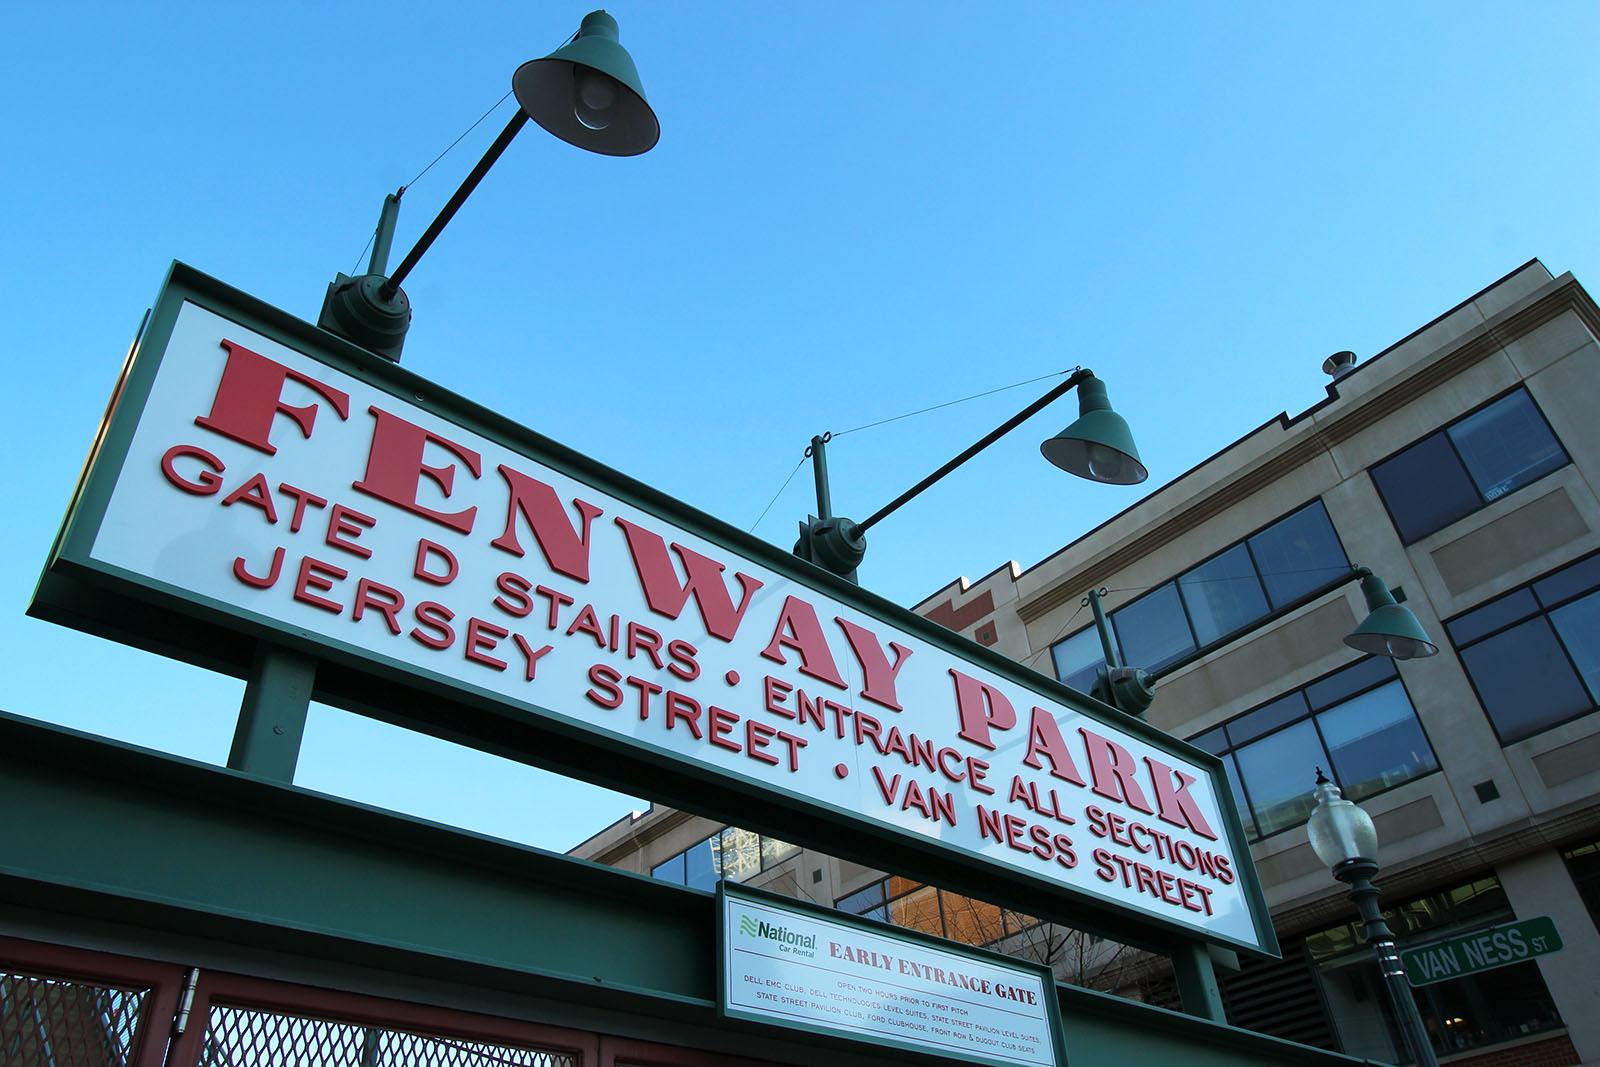 FENWAY PARK
GATE D STAIRS • ENTRANCE ALL SECTIONS
JERSEY STREET • VAN NESS STREET
National
Car Rental
EARLY ENTRANCE GATE
OPEN TWO HOURS PRIOR TO FIRST PITCH
DELL EMC CLUB, DELL TECHNOLOGIES LEVEL SUITES, STATE STREET PAVILION LEVEL SUITES,
STATE STREET PAVILION CLUB, FORD CLUBHOUSE, FRONT ROW & DUGOUT CLUB SEATS
VAN NESS ST